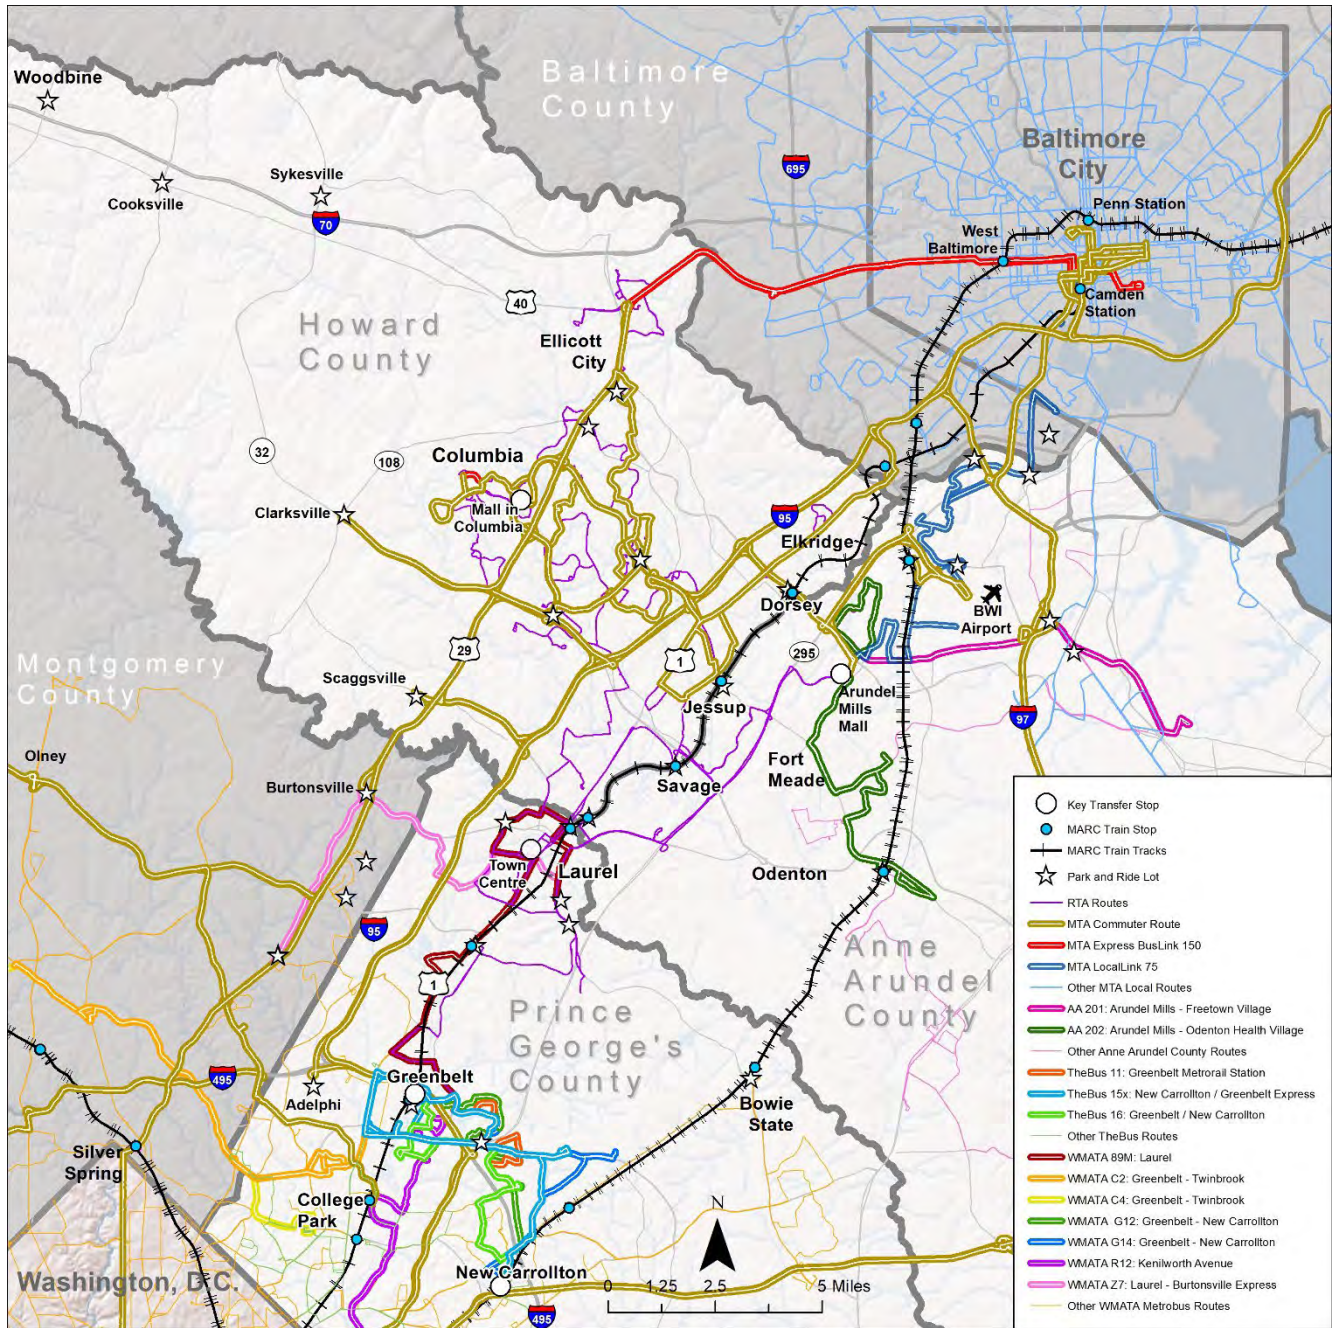 Woodbine
Baltimore
County
Baltimore
City
Sykesville
Cooksville
70
695
Penn Station
West
Baltimore
Camden
Station
40
Howard
County
Ellicott
City
32
108
Columbia
Mall in
Columbia
Clarksville
95
Elkridge
Dorsey
BWI
Airport
295
29
1
Montgomery
County
Scaggsville
Jessup
Arundel
Mills
Mall
97
Olney
Burtonsville
Savage
Fort
Meade
Town
Centre
Laurel
Odenton
95
1
Anne
Arundel
County
Prince
George's
County
495
Greenbelt
Adelphi
Bowie
State
Silver
Spring
College
Park
N
Washington, D.C.
New Carrollton
495
0 1.25 2.5 5 Miles
Key Transfer Stop
MARC Train Stop
MARC Train Tracks
Park and Ride Lot
RTA Routes
MTA Commuter Route
MTA Express BusLink 150
MTA LocalLink 75
Other MTA Local Routes
AA 201: Arundel Mills - Freetown Village
AA 202: Arundel Mills - Odenton Health Village
Other Anne Arundel County Routes
TheBus 11: Greenbelt Metrorail Station
TheBus 15x: New Carrollton / Greenbelt Express
TheBus 16: Greenbelt / New Carrollton
Other TheBus Routes
WMATA 89M: Laurel
WMATA C2: Greenbelt - Twinbrook
WMATA C4: Greenbelt - Twinbrook
WMATA G12: Greenbelt - New Carrollton
WMATA G14: Greenbelt - New Carrollton
WMATA R12: Kenilworth Avenue
WMATA Z7: Laurel - Burtonsville Express
Other WMATA Metrobus Routes